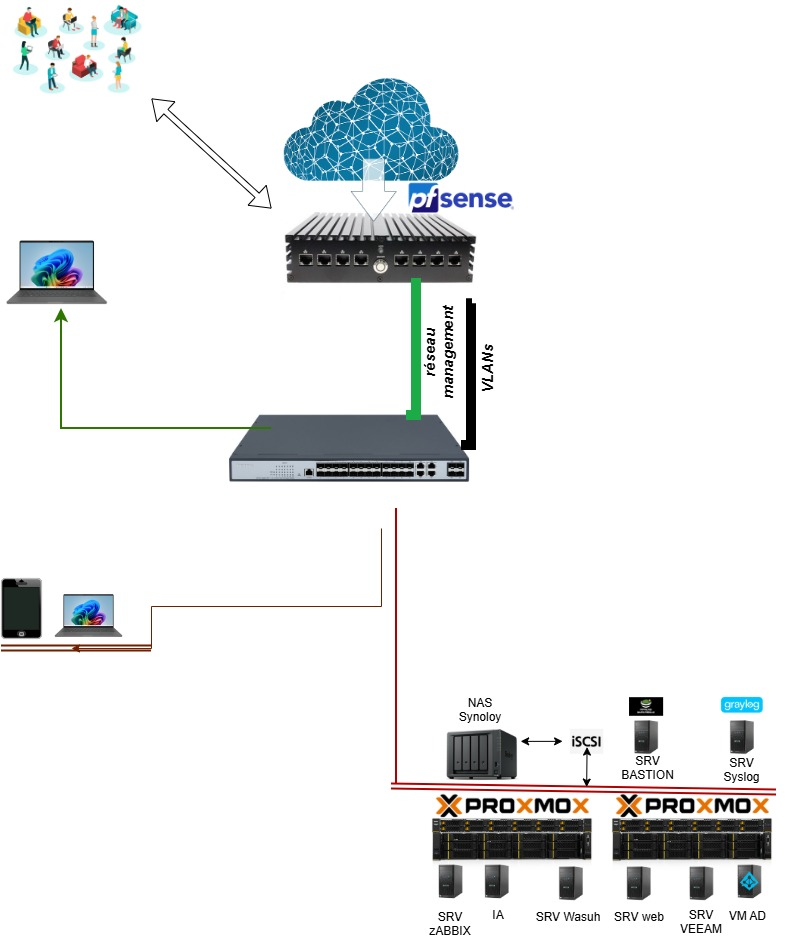 pfsense
réseau
management
VLANs
NAS
Synoloy
iSCSI
graylog
SRV
BASTION
SRV
Syslog
PROXMOX
PROXMOX
SRV
zABBIX
IA
SRV Wasuh
SRV web
SRV
VEEAM
VM AD